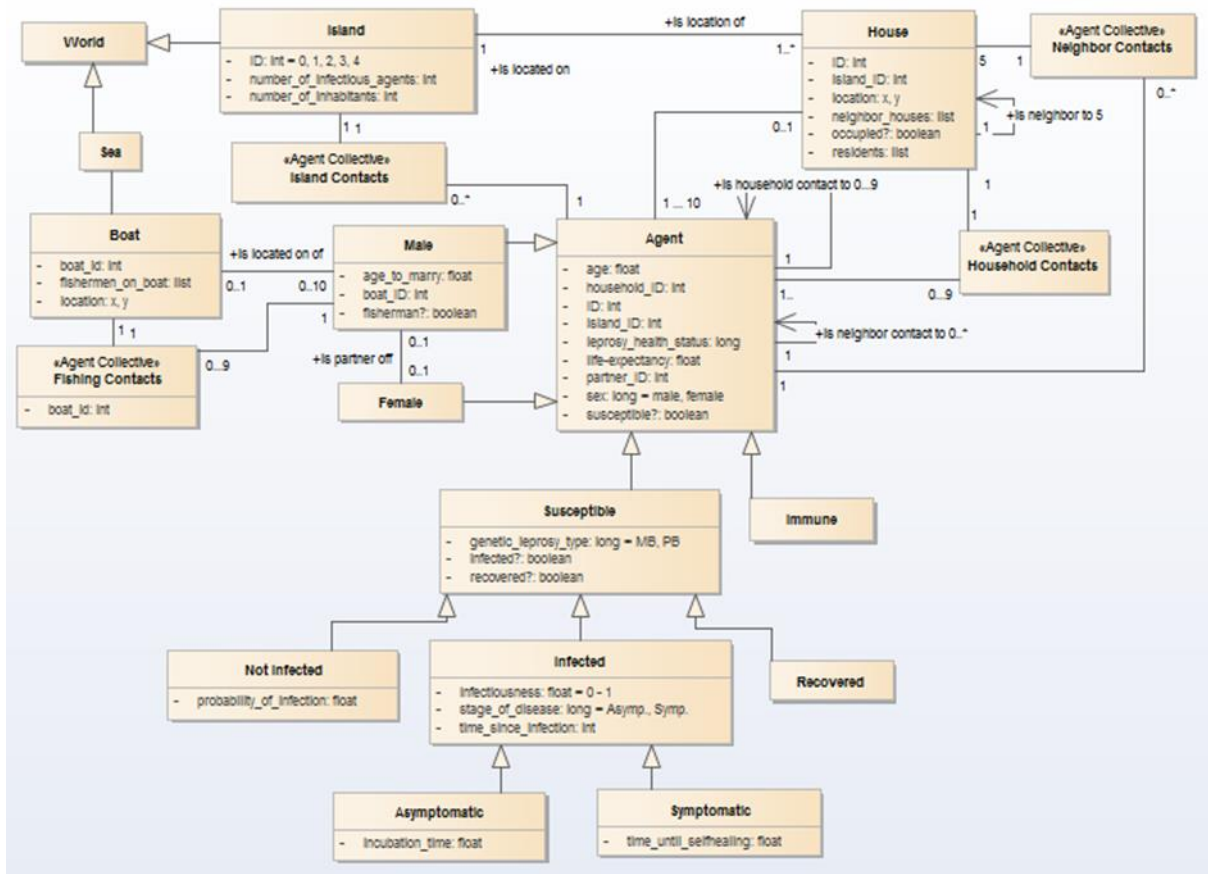 World
Island
- ID: int = 0, 1, 2, 3, 4
- number_of_infectious_agents: int
- number_of_inhabitants: int
+is location of
1
1..*
+is located on
House
- ID: int
- island_ID: int
- location: x, y
- neighbor_houses: list
- occupied?: boolean
- residents: list
5
1
«Agent Collective»
Neighbor Contacts
0..*
+is neighbor to 5
1
1
1
0..1
1 ... 10
Sea
1
1
«Agent Collective»
Island Contacts
0..*
1
+is household contact to 0...9
«Agent Collective»
Household Contacts
Boat
- boat_id: int
- fishermen_on_boat: list
- location: x, y
+is located on of
0..1
0..10
Male
- age_to_marry: float
- boat_ID: int
- fisherman?: boolean
Agent
- age: float
- household_ID: int
- ID: int
- island_ID: int
- leprosy_health_status: long
- life-expectancy: float
- partner_ID: int
- sex: long = male, female
- susceptible?: boolean
1
1..
0...9
+is neighbor contact to 0..*
1
1
1
1
1
«Agent Collective»
Fishing Contacts
- boat_id: int
0...9
0..1
+is partner off
0..1
Female
Susceptible
- genetic_leprosy_type: long = MB, PB
- infected?: boolean
- recovered?: boolean
Immune
Not Infected
- probability_of_infection: float
Infected
- infectiousness: float = 0 - 1
- stage_of_disease: long = Asymp., Symp.
- time_since_infection: int
Recovered
Asymptomatic
- incubation_time: float
Symptomatic
- time_until_selfhealing: float